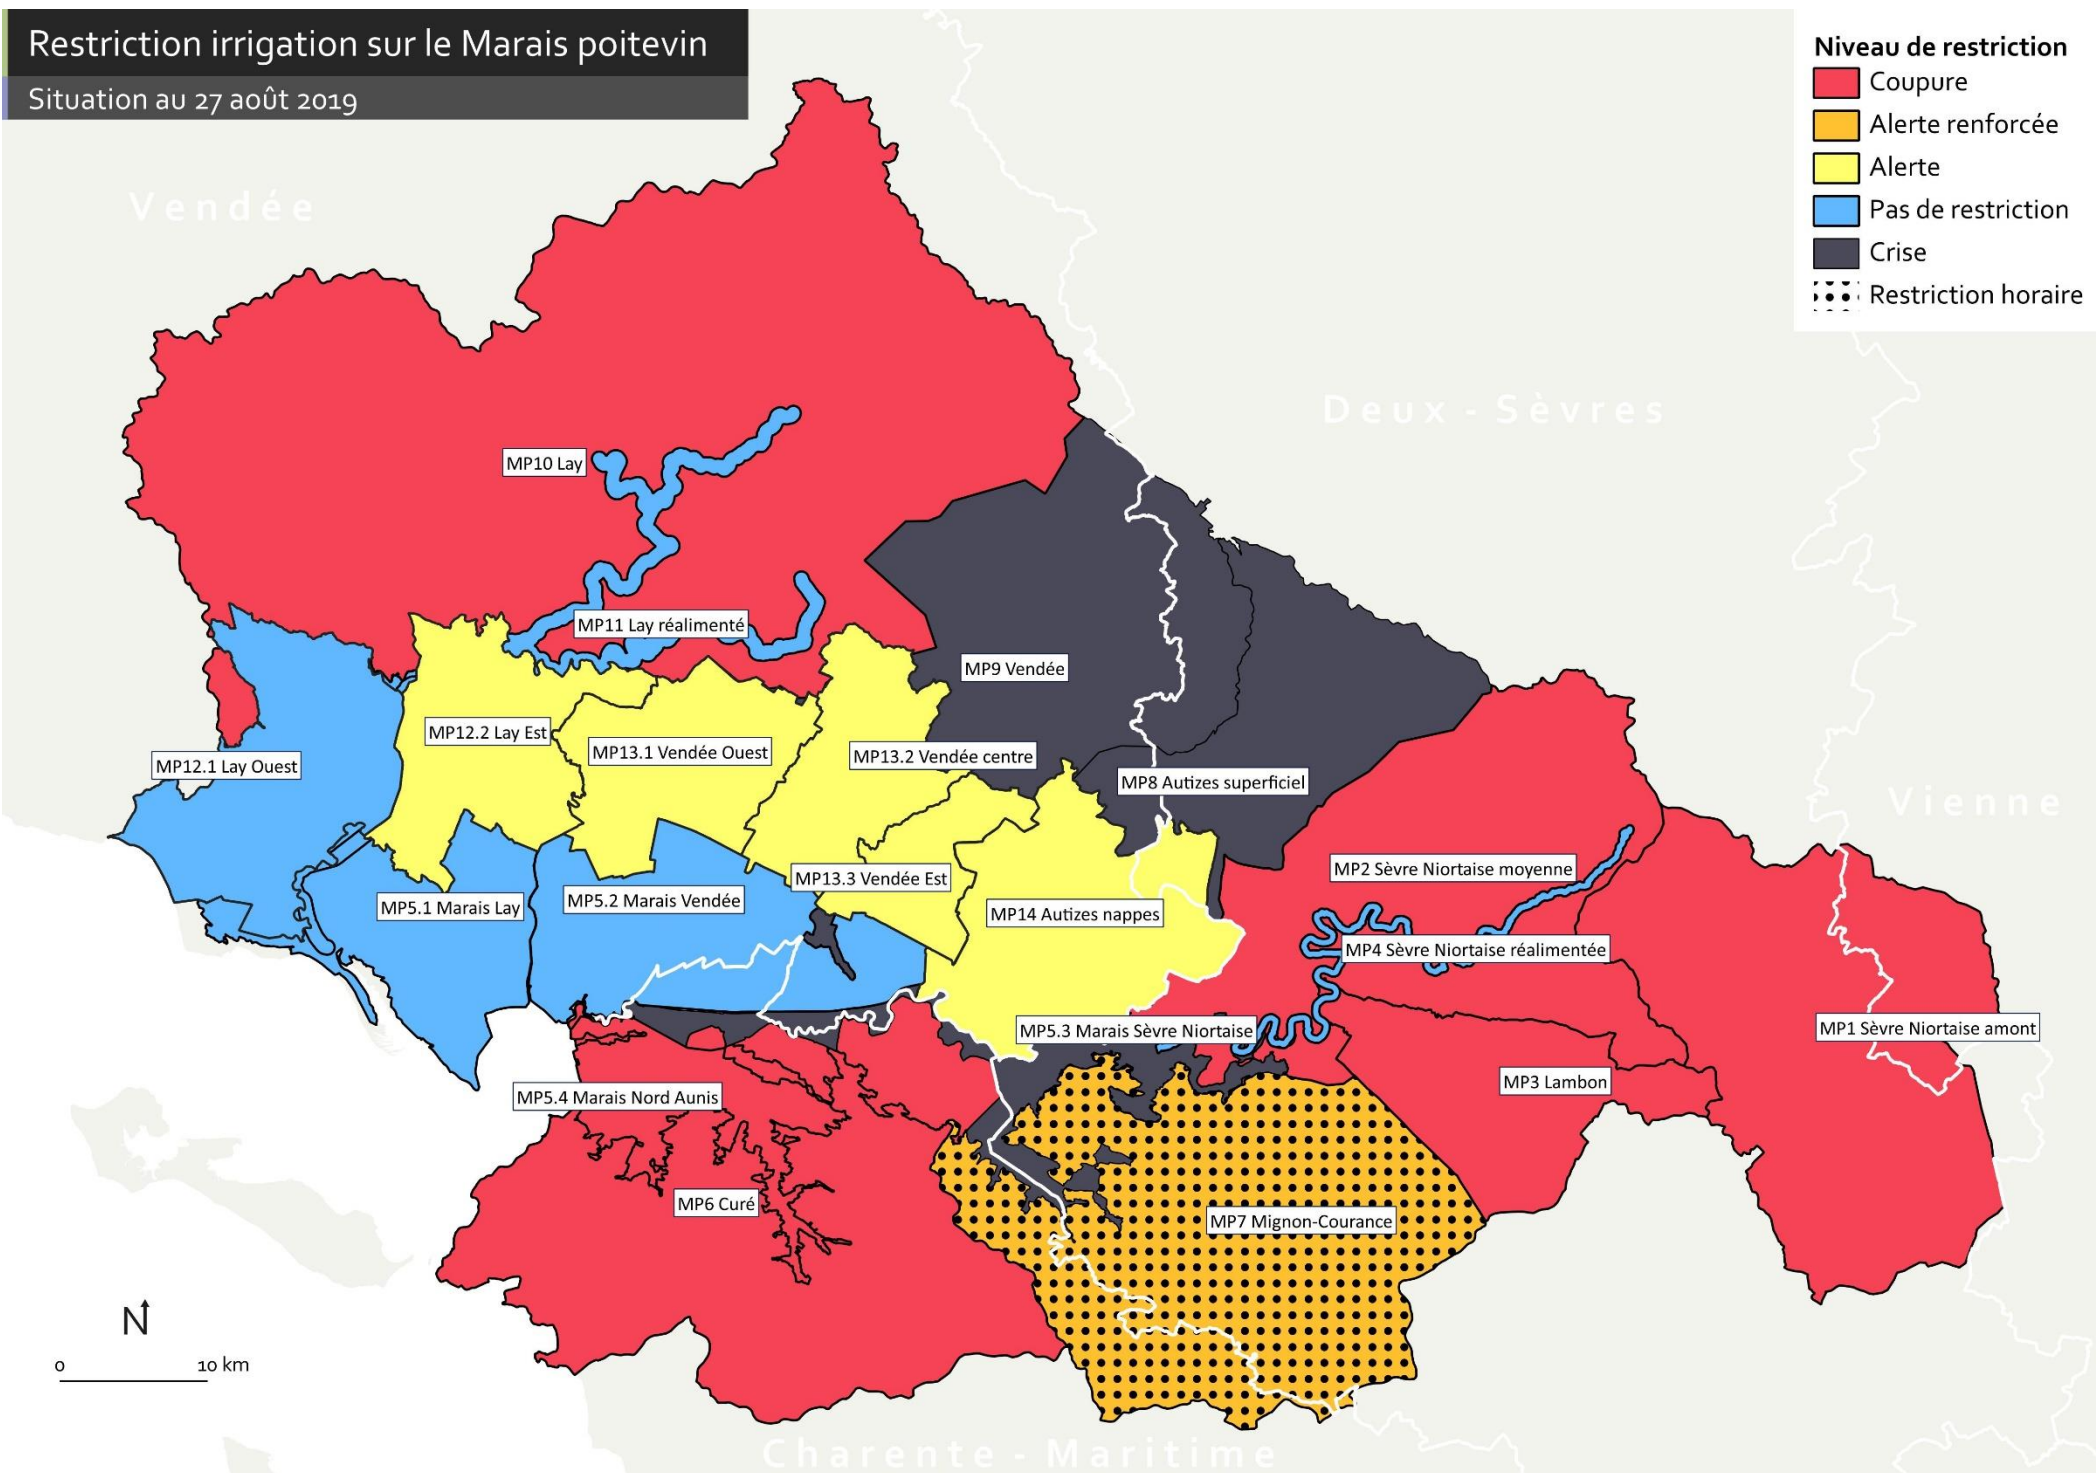 Restriction irrigation sur le Marais poitevin
Situation au 27 août 2019
Niveau de restriction
Coupure
Alerte renforcée
Alerte
Pas de restriction
Crise
Restriction horaire
Vendée
Deux - Sèvres
Vienne
MP10 Lay
MP11 Lay réalimenté
MP9 Vendée
MP12.2 Lay Est
MP13.1 Vendée Ouest
MP13.2 Vendée centre
MP12.1 Lay Ouest
MP8 Autizes superficiel
MP2 Sèvre Niortaise moyenne
MP13.3 Vendée Est
MP5.1 Marais Lay
MP5.2 Marais Vendée
MP14 Autizes nappes
MP4 Sèvre Niortaise réalimentée
MP5.3 Marais Sèvre Niortaise
MP1 Sèvre Niortaise amont
MP3 Lambon
MP5.4 Marais Nord Aunis
MP6 Curé
MP7 Mignon-Courance
N
0 10 km
Charente - Maritime